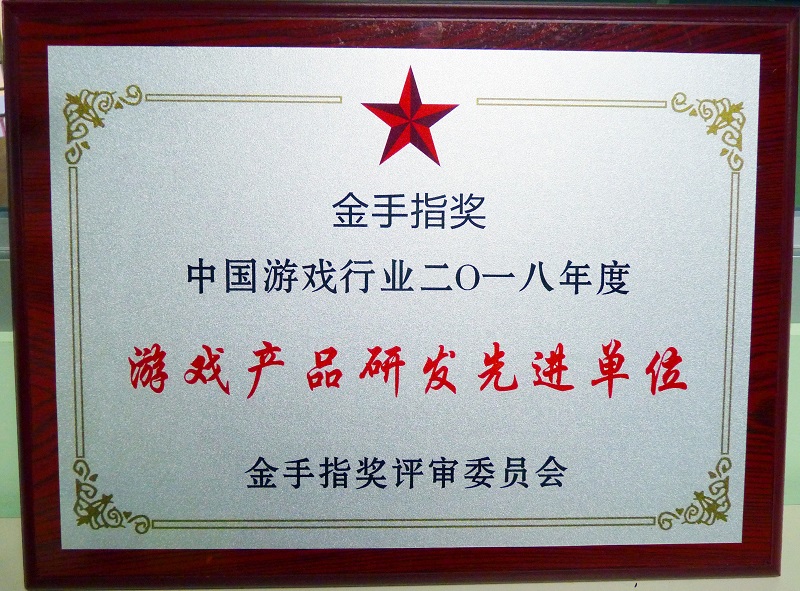 金手指奖
中国游戏行业二O一八年度
游戏产品研发先进单位
金手指奖评审委员会